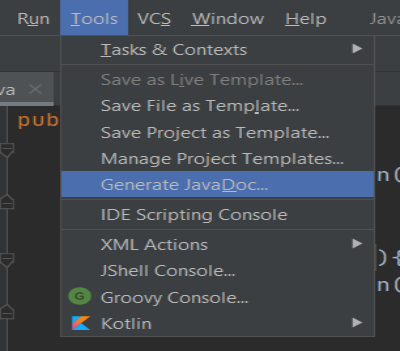 Run Tools VCS Window Help Java
Tasks & Contexts
Save as Live Template...
va
Save File as Template...
pub
Save Project as Template...
Manage Project Templates...
n(
Generate JavaDoc...
IDE Scripting Console
XML Actions
){
JShell Console...
n(
G Groovy Console...
Kotlin